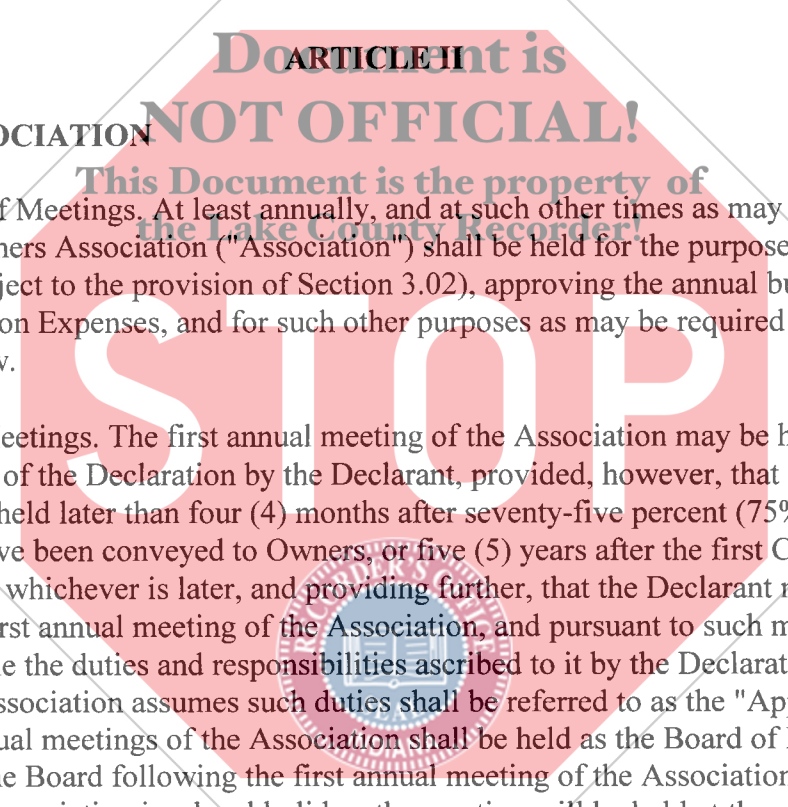 Document is
ARTICLE II
NOT OFFICIAL!
OCIATION
This Document is the property of
the Lake County Recorder!
f Meetings. At least annually, and at such other times as may
ners Association ("Association") shall be held for the purpose
ject to the provision of Section 3.02), approving the annual bu
on Expenses, and for such other purposes as may be required
w.
STOP
eetings. The first annual meeting of the Association may be h
of the Declaration by the Declarant, provided, however, that
held later than four (4) months after seventy-five percent (75%
ve been conveyed to Owners, or five (5) years after the first C
whichever is later, and providing further, that the Declarant
rst annual meeting of the Association, and pursuant to such m
e the duties and responsibilities ascribed to it by the Declarat
ssociation assumes such duties shall be referred to as the "Ap
ual meetings of the Association shall be held as the Board of
he Board following the first annual meeting of the Association
RECORDER'S OFFICE